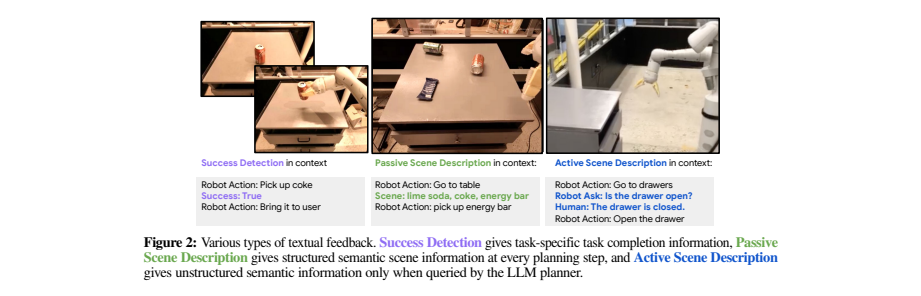 Success Detection in context
Robot Action: Pick up coke
Success: True
Robot Action: Bring it to user
Passive Scene Description in context:
Robot Action: Go to table
Scene: lime soda, coke, energy bar
Robot Action: pick up energy bar
Active Scene Description in context:
Robot Action: Go to drawers
Robot Ask: Is the drawer open?
Human: The drawer is closed.
Robot Action: Open the drawer
Figure 2: Various types of textual feedback. Success Detection gives task-specific task completion information, Passive
Scene Description gives structured semantic scene information at every planning step, and Active Scene Description
gives unstructured semantic information only when queried by the LLM planner.